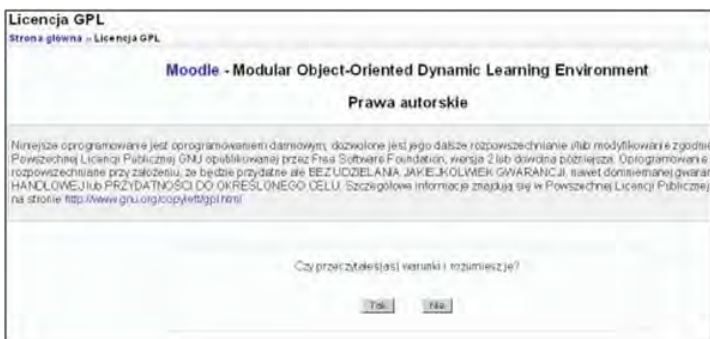 Licencja GPL
Strona główna » Licencja GPL
Moodle - Modular Object-Oriented Dynamic Learning Environment
Prawa autorskie
Niniejsze oprogramowanie jest oprogramowaniem darmowym, dozwolone jest jego dalsze rozpowszechnianie i/lub modyfikowanie zgodnie
Powszechnej Licencji Publicznej GNU opublikowanej przez Free Software Foundation, wersja 2 lub dowolna późniejsza. Oprogramowanie
rozpowszechniane przy założeniu, że będzie przydatne ale BEZ UDZIELANIA JAKIEJKOLWIEK GWARANCJI, nawet domniemanej gwaran
HANDLOWEJ lub PRZYDATNOŚCI DO OKREŚLONEGO CELU. Szczegółowe informacje znajdują się w Powszechnej Licencji Publicznej
na stronie http://www.gnu.org/copyleft/gpl.html
Czy przeczytałeś(aś) warunki i rozumiesz je?
Tak Nie